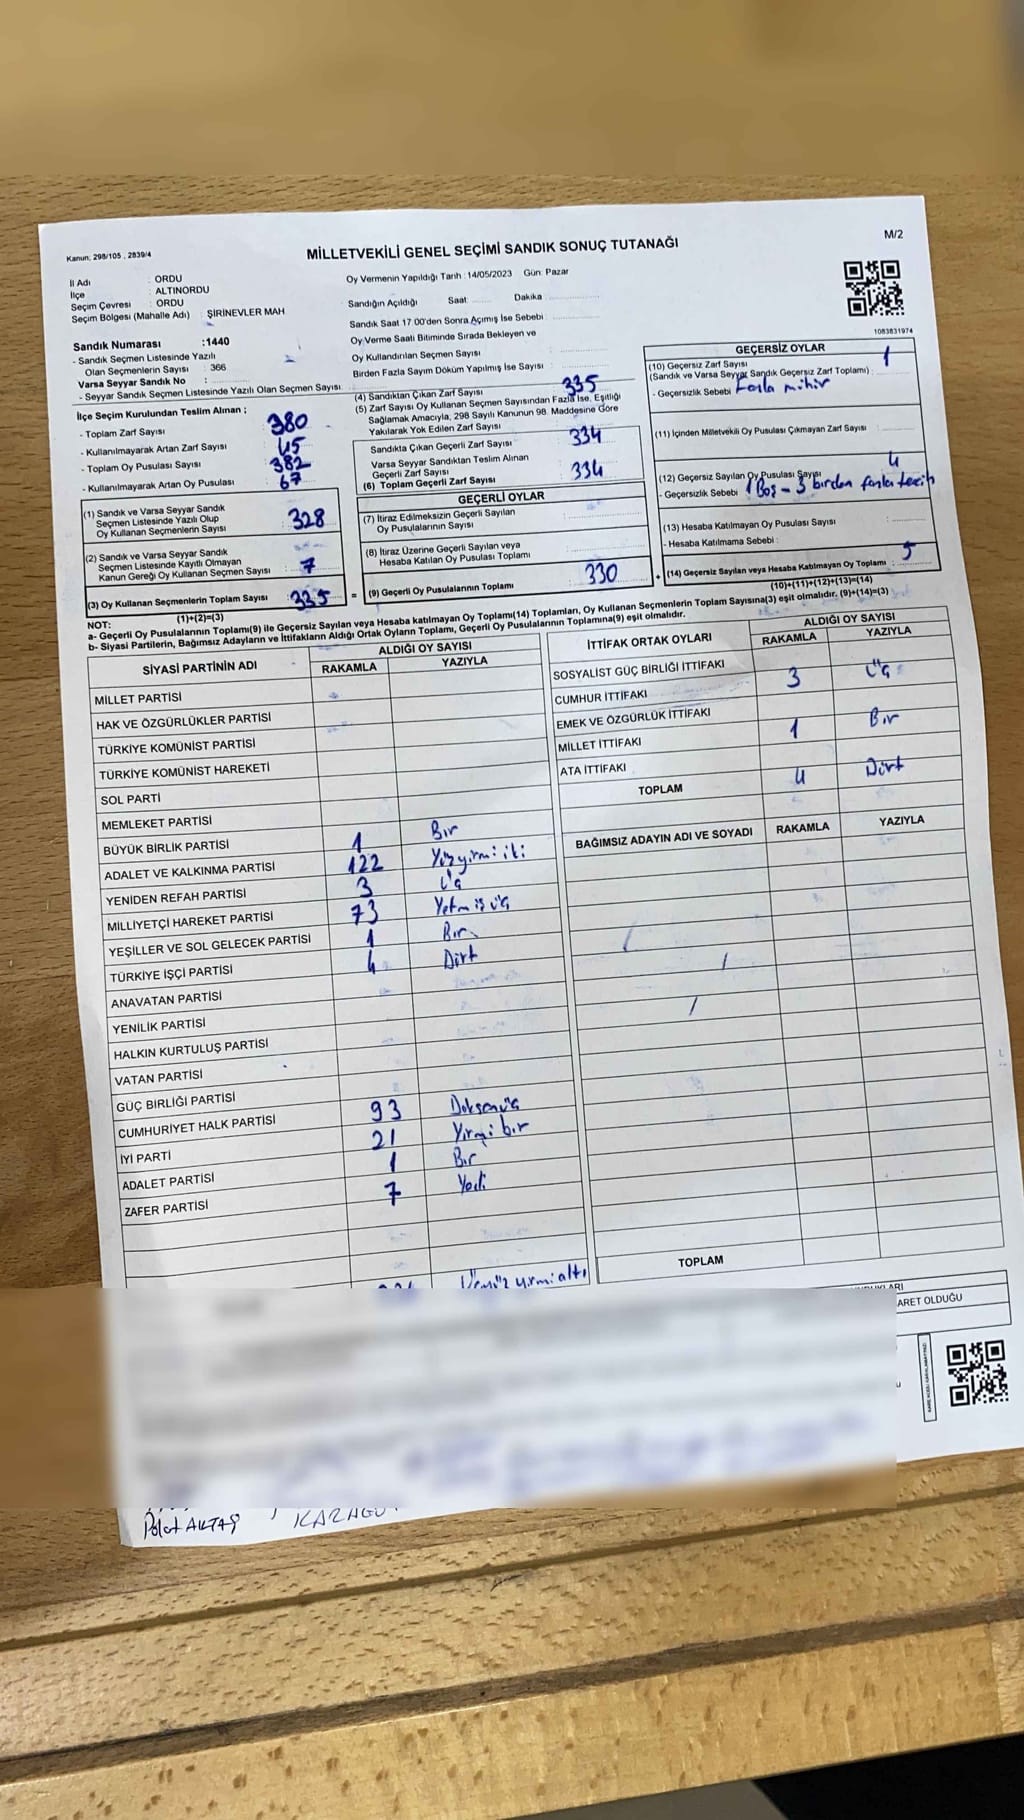 Kanun, 298/105 , 2839/4
MİLLETVEKİLİ GENEL SEÇİMİ SANDIK SONUÇ TUTANAĞI
M/2
İl Adı : ORDU
İlçe : ALTINORDU
Seçim Çevresi : ORDU
Seçim Bölgesi (Mahalle Adı) : ŞİRİNEVLER MAH
Sandık Numarası :1440
- Sandık Seçmen Listesinde Yazılı
Olan Seçmenlerin Sayısı : 366
Varsa Seyyar Sandık No :
- Seyyar Sandık Seçmen Listesinde Yazılı Olan Seçmen Sayısı :
Oy Vermenin Yapıldığı Tarih : 14/05/2023 Gün: Pazar
Sandığın Açıldığı Saat: Dakika
Sandık Saat 17.00'den Sonra Açımış İse Sebebi :
Oy Verme Saati Bitiminde Sırada Bekleyen ve
Oy Kullandırılan Seçmen Sayısı
Birden Fazla Sayım Döküm Yapılmış İse Sayısı :
1083831974
İlçe Seçim Kurulundan Teslim Alınan ;
- Toplam Zarf Sayısı : 380
- Kullanılmayarak Artan Zarf Sayısı : 45
- Toplam Oy Pusulası Sayısı : 382
- Kullanılmayarak Artan Oy Pusulası : 67
(1) Sandık ve Varsa Seyyar Sandık
Seçmen Listesinde Yazılı Olup
Oy Kullanan Seçmenlerin Sayısı : 328
(2) Sandık ve Varsa Seyyar Sandık
Seçmen Listesinde Kayıtlı Olmayan
Kanun Gereği Oy Kullanan Seçmen Sayısı : 7
(3) Oy Kullanan Seçmenlerin Toplam Sayısı : 335
(1)+(2)=(3)
(4) Sandıktan Çıkan Zarf Sayısı : 335
(5) Zarf Sayısı Oy Kullanan Seçmen Sayısından Fazla İse, Eşitliği
Sağlamak Amacıyla, 298 Sayılı Kanunun 98. Maddesine Göre
Yakılarak Yok Edilen Zarf Sayısı
Sandıkta Çıkan Geçerli Zarf Sayısı : 334
Varsa Seyyar Sandıktan Teslim Alınan
Geçerli Zarf Sayısı
(6) Toplam Geçerli Zarf Sayısı : 334
GEÇERLİ OYLAR
(7) İtiraz Edilmeksizin Geçerli Sayılan
Oy Pusulalarının Sayısı
(8) İtiraz Üzerine Geçerli Sayılan veya
Hesaba Katılan Oy Pusulası Toplamı
= (9) Geçerli Oy Pusulalarının Toplamı : 330
GEÇERSİZ OYLAR
(10) Geçersiz Zarf Sayısı 1
(Sandık ve Varsa Seyyar Sandık Geçersiz Zarf Toplamı) :
- Geçersizlik Sebebi : Fazla mühür
(11) İçinden Milletvekili Oy Pusulası Çıkmayan Zarf Sayısı
(12) Geçersiz Sayılan Oy Pusulası Sayısı 4
- Geçersizlik Sebebi : 1 Boş - 3 birden fazla tercih
(13) Hesaba Katılmayan Oy Pusulası Sayısı
- Hesaba Katılmama Sebebi :
+ (14) Geçersiz Sayılan veya Hesaba Katılmayan Oy Toplamı : 5
(10)+(11)+(12)+(13)=(14)
NOT:
a- Geçerli Oy Pusulalarının Toplamı(9) ile Geçersiz Sayılan veya Hesaba katılmayan Oy Toplamı(14) Toplamları, Oy Kullanan Seçmenlerin Toplam Sayısına(3) eşit olmalıdır. (9)+(14)=(3)
b- Siyasi Partilerin, Bağımsız Adayların ve İttifakların Aldığı Ortak Oyların Toplamı, Geçerli Oy Pusulalarının Toplamına(9) eşit olmalıdır.
SİYASİ PARTİNİN ADI ALDIĞI OY SAYISI
RAKAMLA YAZIYLA
MİLLET PARTİSİ
HAK VE ÖZGÜRLÜKLER PARTİSİ
TÜRKİYE KOMÜNİST PARTİSİ
TÜRKİYE KOMÜNİST HAREKETİ
SOL PARTİ
MEMLEKET PARTİSİ
BÜYÜK BİRLİK PARTİSİ 1 Bir
ADALET VE KALKINMA PARTİSİ 122 Yüzyirmi iki
YENİDEN REFAH PARTİSİ 3 Üç
MİLLİYETÇİ HAREKET PARTİSİ 73 Yetmiş üç
YEŞİLLER VE SOL GELECEK PARTİSİ 1 Bir
TÜRKİYE İŞÇİ PARTİSİ 4 Dört
ANAVATAN PARTİSİ
YENİLİK PARTİSİ
HALKIN KURTULUŞ PARTİSİ
VATAN PARTİSİ
GÜÇ BİRLİĞİ PARTİSİ
CUMHURİYET HALK PARTİSİ 93 Doksanüç
İYİ PARTİ 21 Yirmi bir
ADALET PARTİSİ 1 Bir
ZAFER PARTİSİ 7 Yedi
yirmialtı
İTTİFAK ORTAK OYLARI ALDIĞI OY SAYISI
RAKAMLA YAZIYLA
SOSYALİST GÜÇ BİRLİĞİ İTTİFAKI
CUMHUR İTTİFAKI 3 Üç
EMEK VE ÖZGÜRLÜK İTTİFAKI
MİLLET İTTİFAKI 1 Bir
ATA İTTİFAKI
TOPLAM 4 Dört
BAĞIMSIZ ADAYIN ADI VE SOYADI RAKAMLA YAZIYLA
TOPLAM
ARET OLDUĞU
Polat AKTAŞ